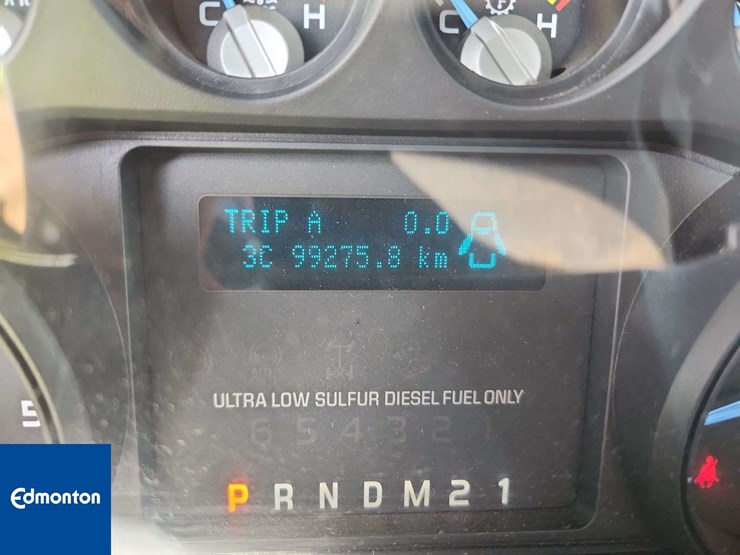 C H
C H
TRIP A 0.0
3C 99275.8 km
ULTRA LOW SULFUR DIESEL FUEL ONLY
6 5 4 3 2 1
5
P R N D M 2 1
Edmonton